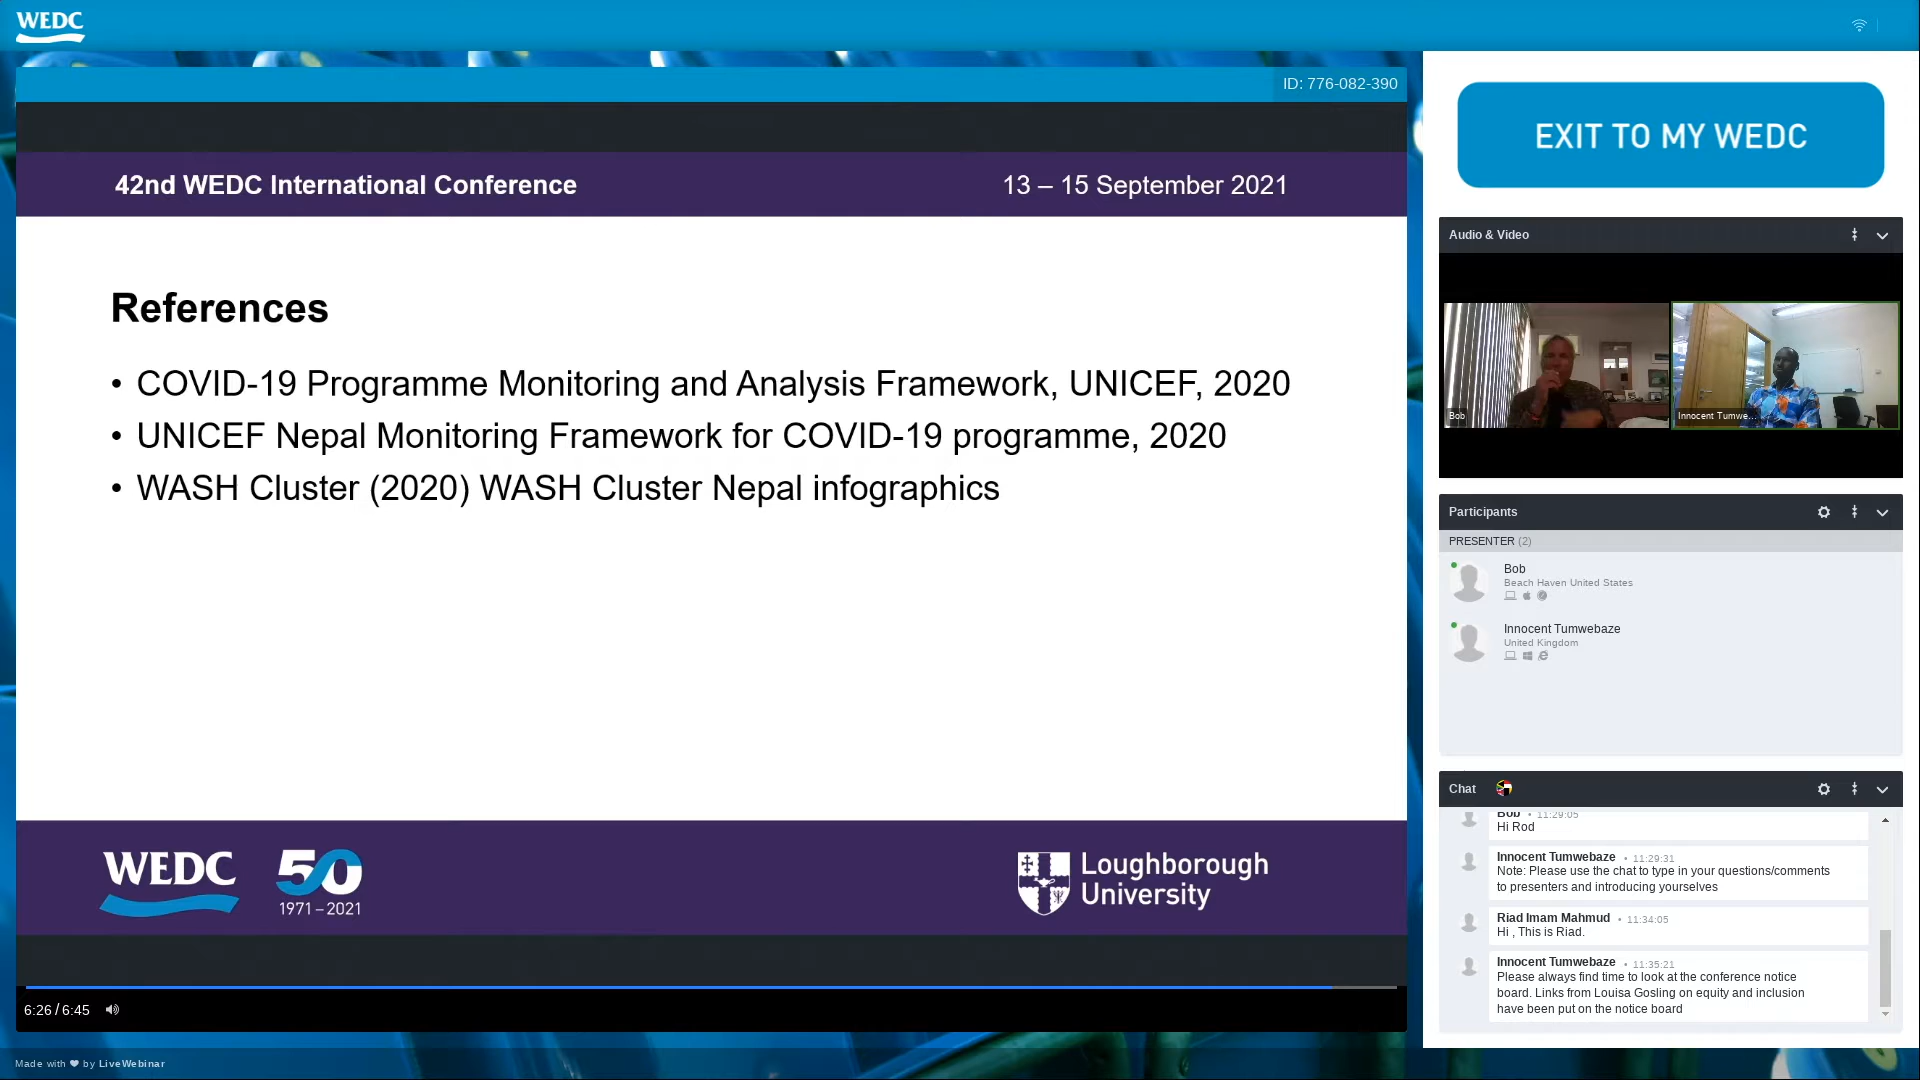 WEDC
ID: 776-082-390
42nd WEDC International Conference
13 – 15 September 2021
References
• COVID-19 Programme Monitoring and Analysis Framework, UNICEF, 2020
• UNICEF Nepal Monitoring Framework for COVID-19 programme, 2020
• WASH Cluster (2020) WASH Cluster Nepal infographics
WEDC
50
1971 – 2021
Loughborough
University
6:26 / 6:45
Made with ❤ by LiveWebinar
EXIT TO MY WEDC
Audio & Video
Bob
Innocent Tumwe...
Participants
PRESENTER (2)
Bob
Beach Haven United States
Innocent Tumwebaze
United Kingdom
Chat
Bob • 11:29:05
Hi Rod
Innocent Tumwebaze • 11:29:31
Note: Please use the chat to type in your questions/comments
to presenters and introducing yourselves
Riad Imam Mahmud • 11:34:05
Hi , This is Riad.
Innocent Tumwebaze • 11:35:21
Please always find time to look at the conference notice
board. Links from Louisa Gosling on equity and inclusion
have been put on the notice board